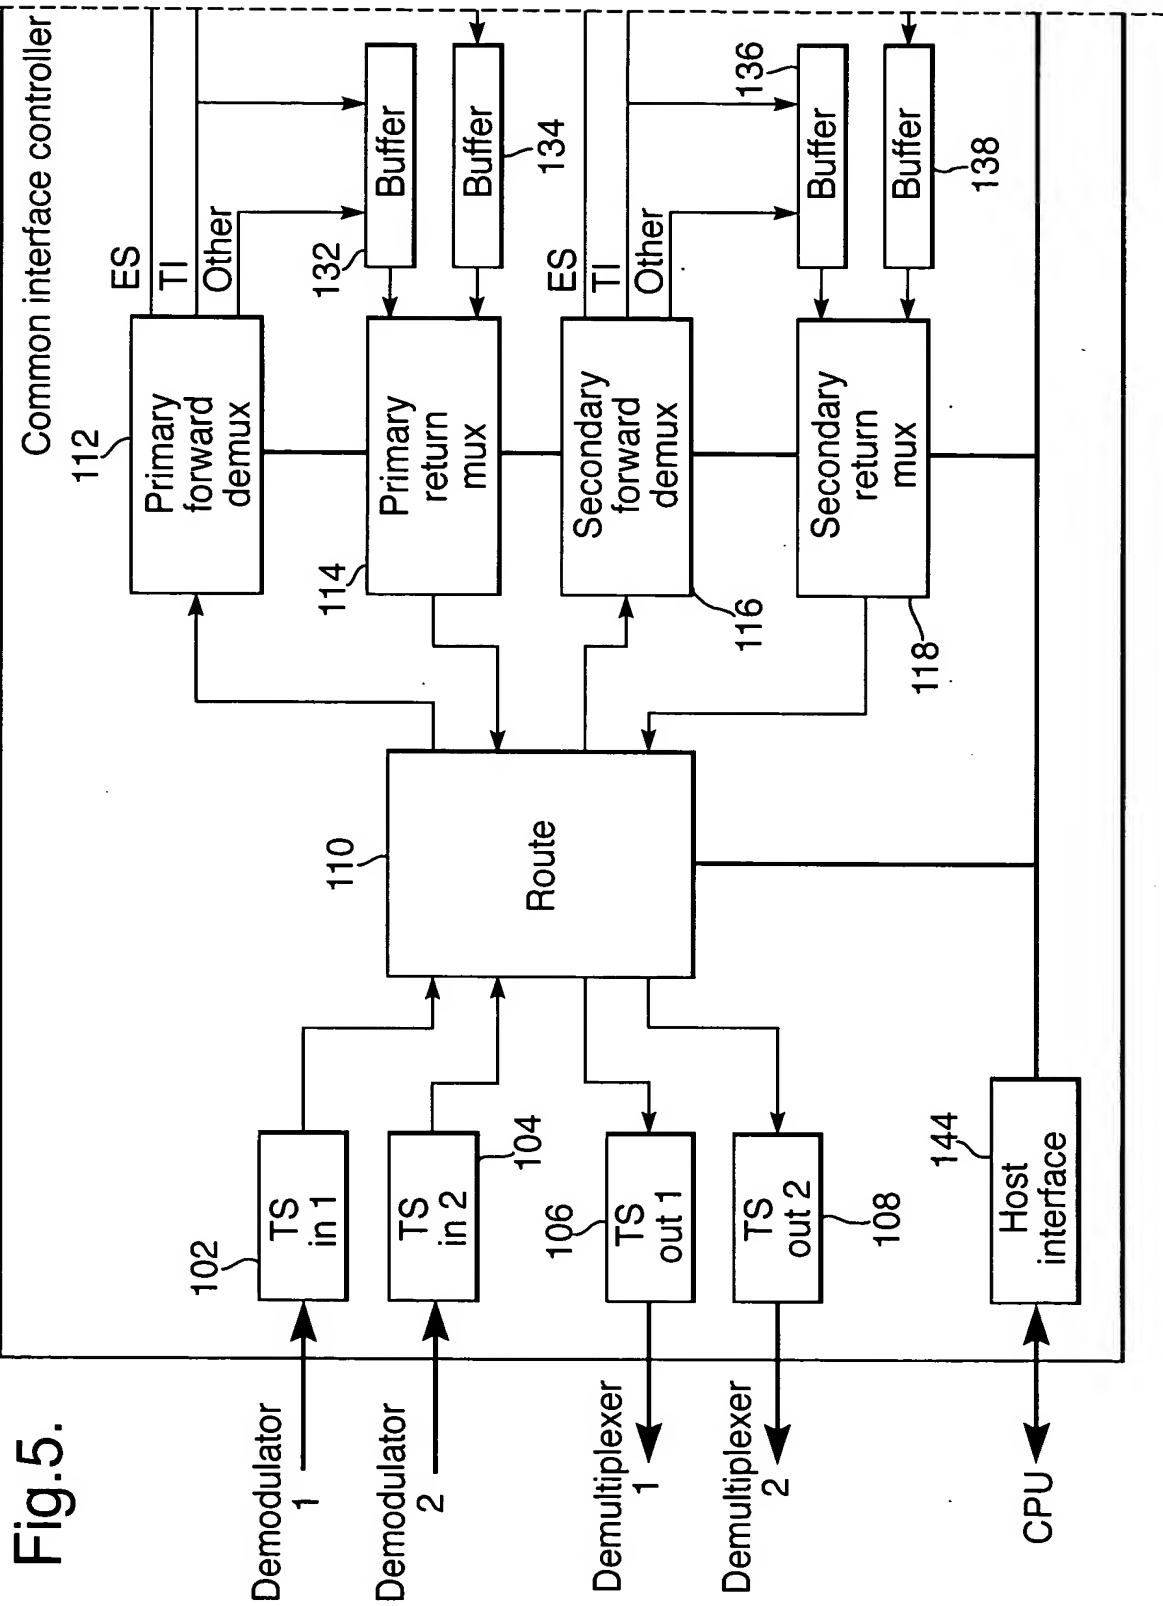 Fig.5.
Common interface controller
Demodulator
1
Demodulator
2
Demultiplexer
1
Demultiplexer
2
CPU
102
TS
in 1
TS
in 2
104
106
TS
out 1
TS
out 2
108
144
Host
interface
110
Route
112
Primary
forward
demux
114
Primary
return
mux
Secondary
forward
demux
116
Secondary
return
mux
118
ES
TI
Other
132
Buffer
Buffer
134
ES
TI
Other
136
Buffer
Buffer
138